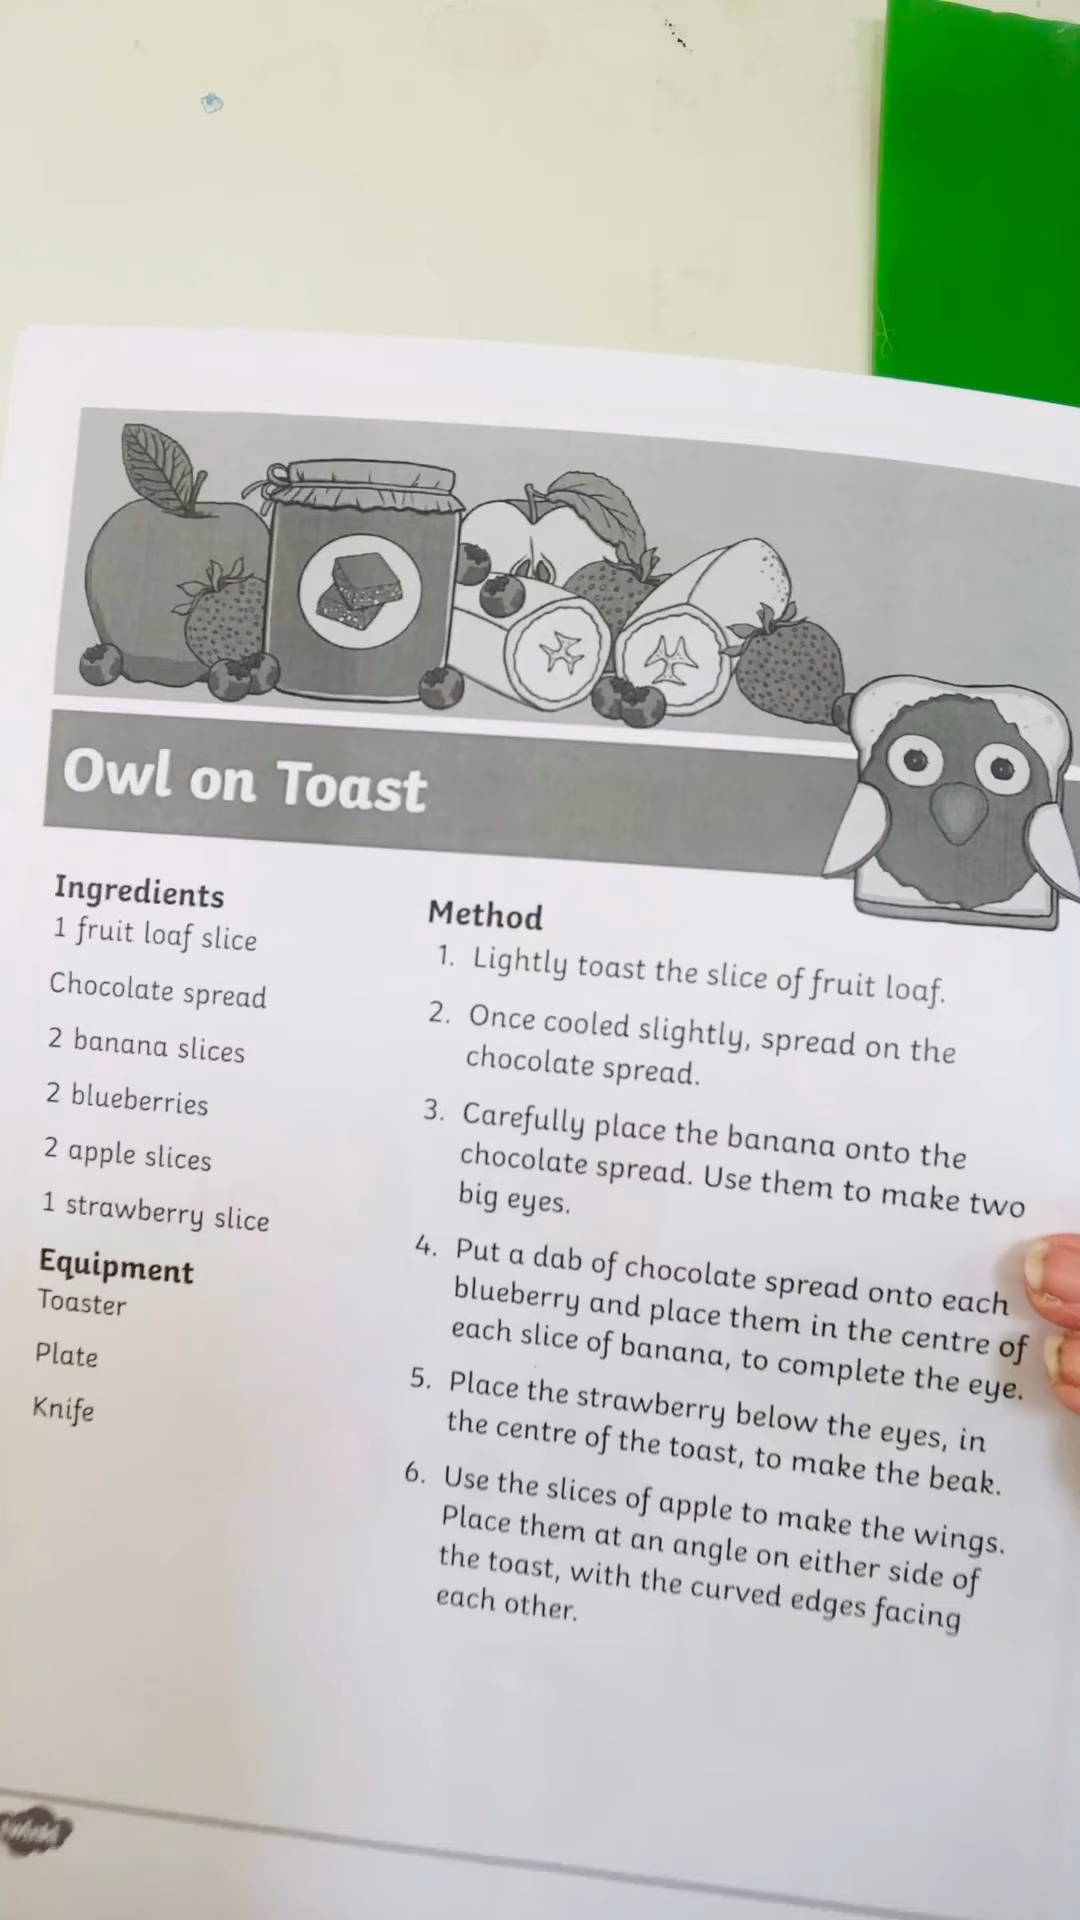 Owl on Toast
Ingredients
1 fruit loaf slice
Chocolate spread
2 banana slices
2 blueberries
2 apple slices
1 strawberry slice
Equipment
Toaster
Plate
Knife
Method
1. Lightly toast the slice of fruit loaf.
2. Once cooled slightly, spread on the
chocolate spread.
3. Carefully place the banana onto the
chocolate spread. Use them to make two
big eyes.
4. Put a dab of chocolate spread onto each
blueberry and place them in the centre of
each slice of banana, to complete the eye.
5. Place the strawberry below the eyes, in
the centre of the toast, to make the beak.
6. Use the slices of apple to make the wings.
Place them at an angle on either side of
the toast, with the curved edges facing
each other.